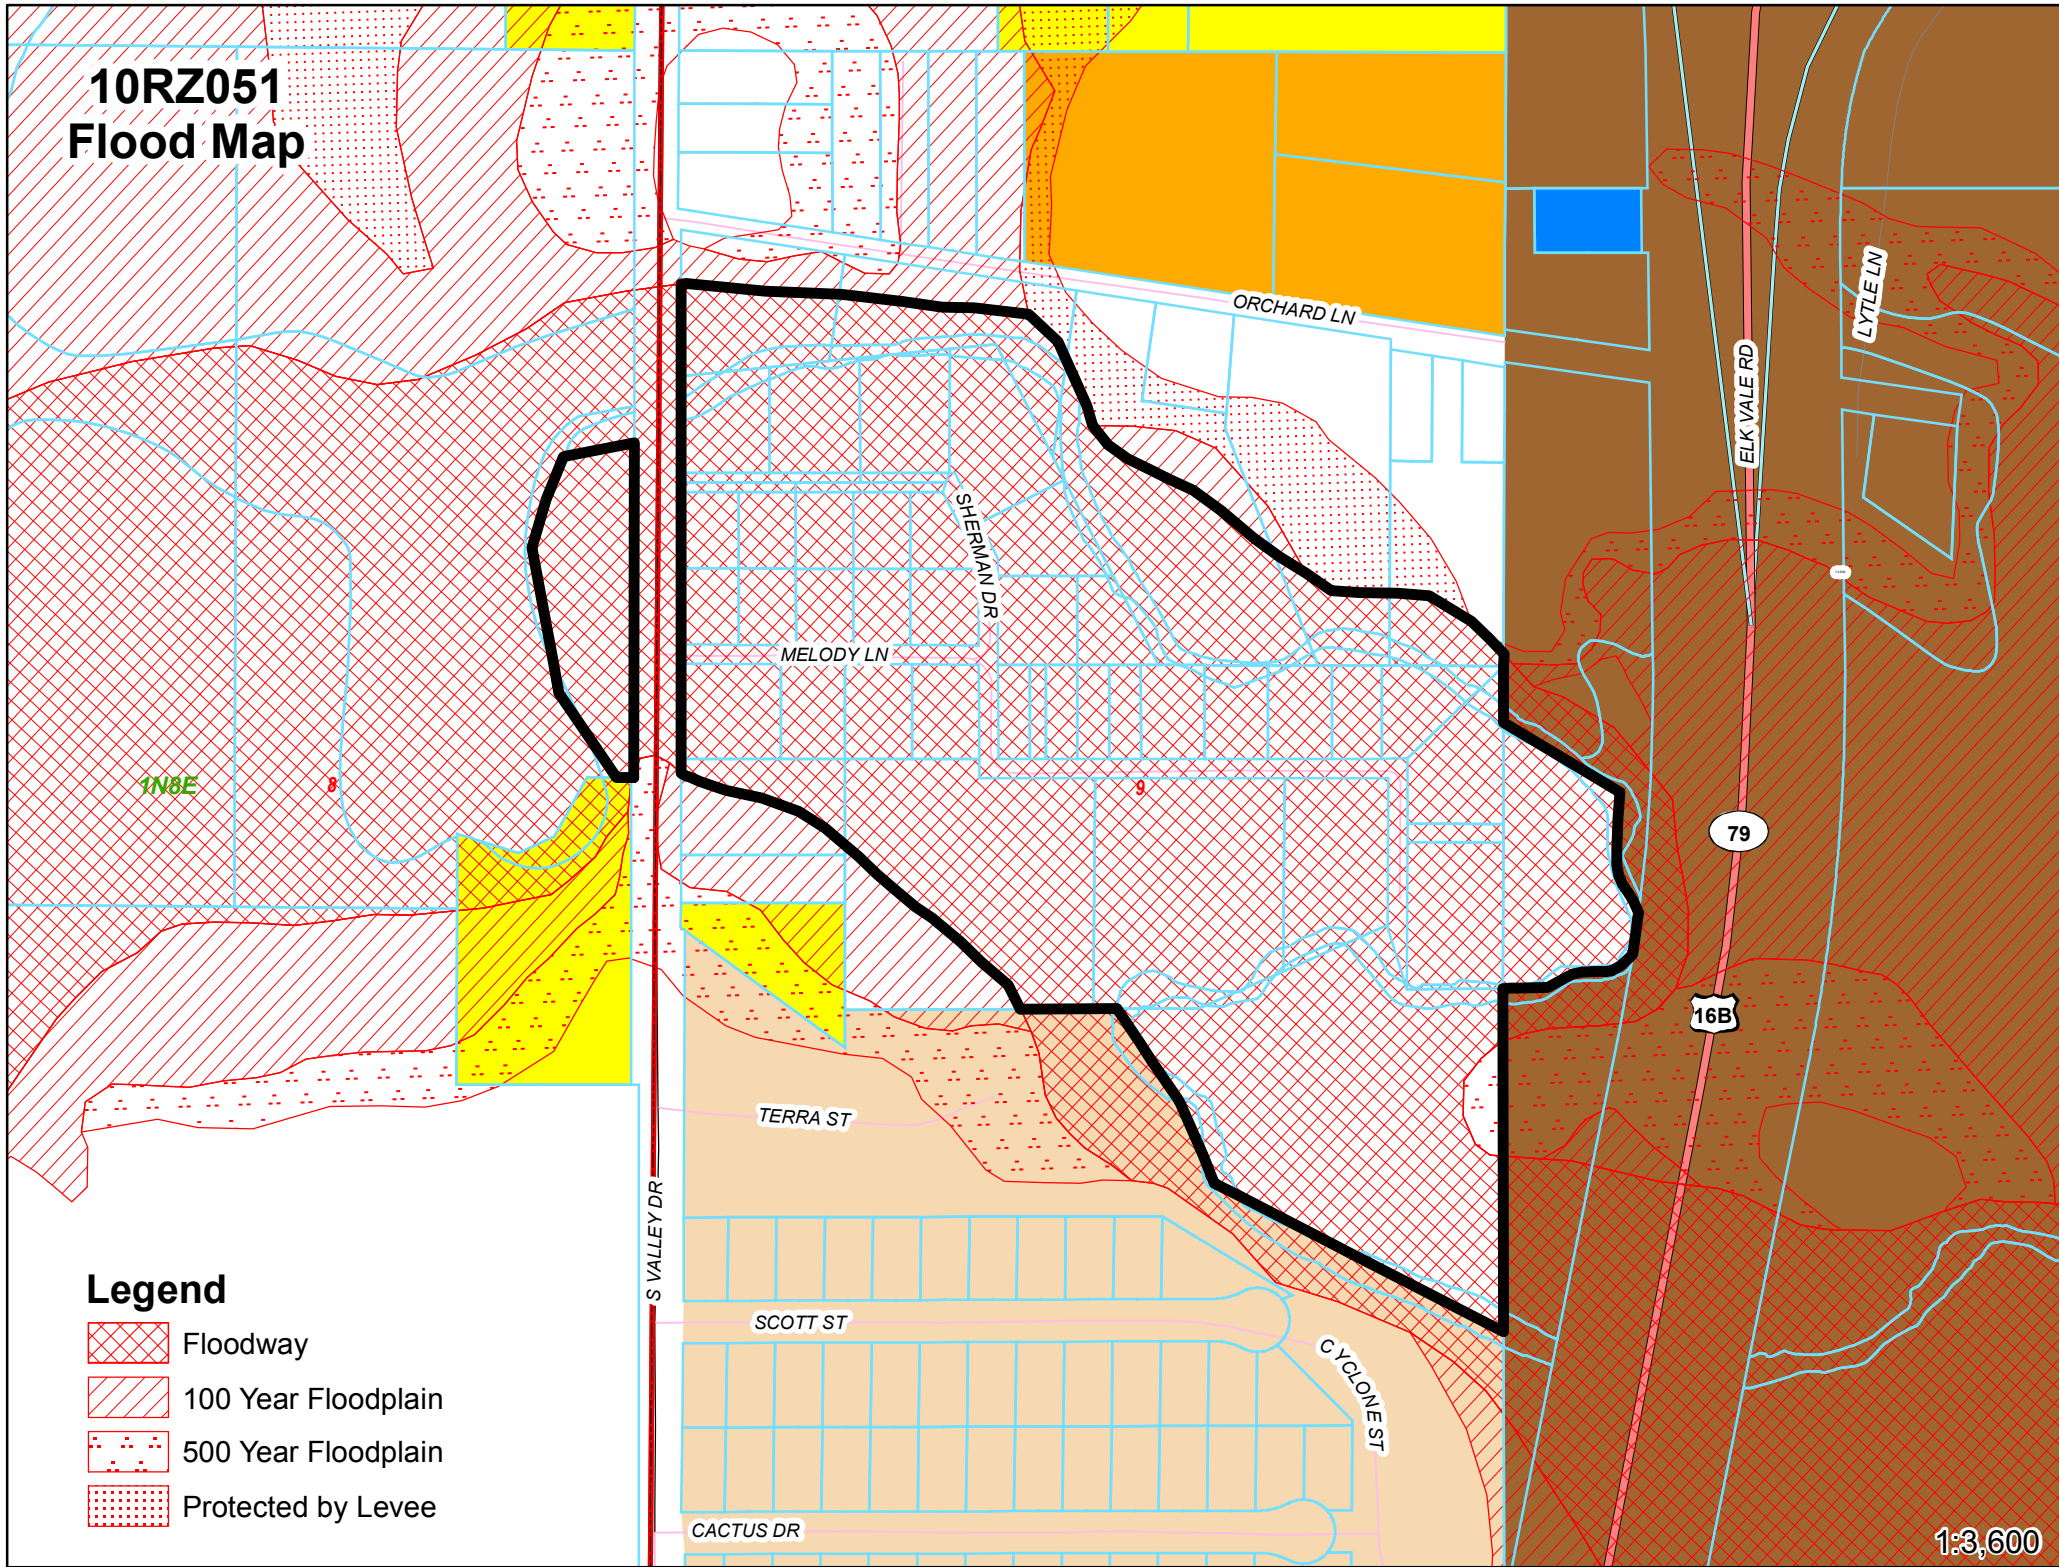 10RZ051
Flood Map
ORCHARD LN
LYTLE LN
ELK VALE RD
SHERMAN DR
MELODY LN
1N8E
8
9
79
16B
TERRA ST
S VALLEY DR
SCOTT ST
CYCLONE ST
CACTUS DR
Legend
Floodway
100 Year Floodplain
500 Year Floodplain
Protected by Levee
1:3,600